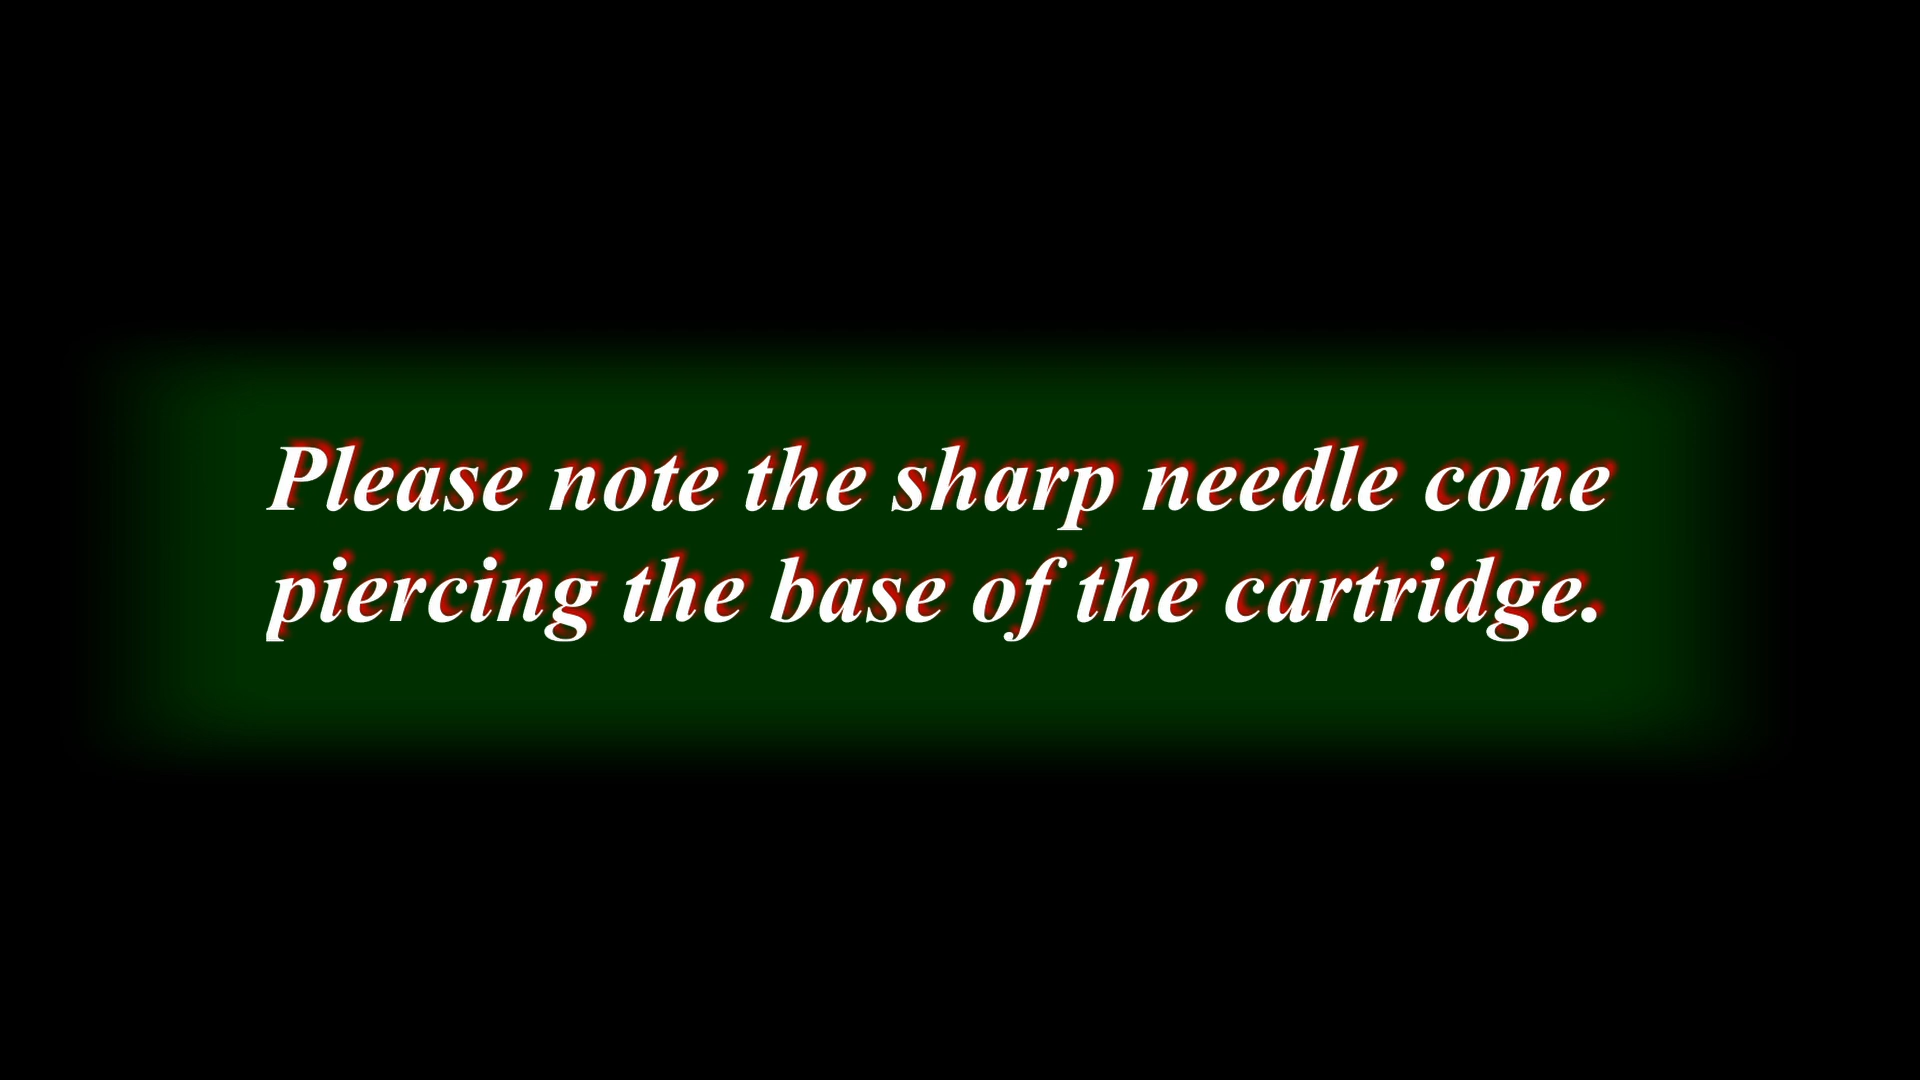 Please note the sharp needle cone
piercing the base of the cartridge.